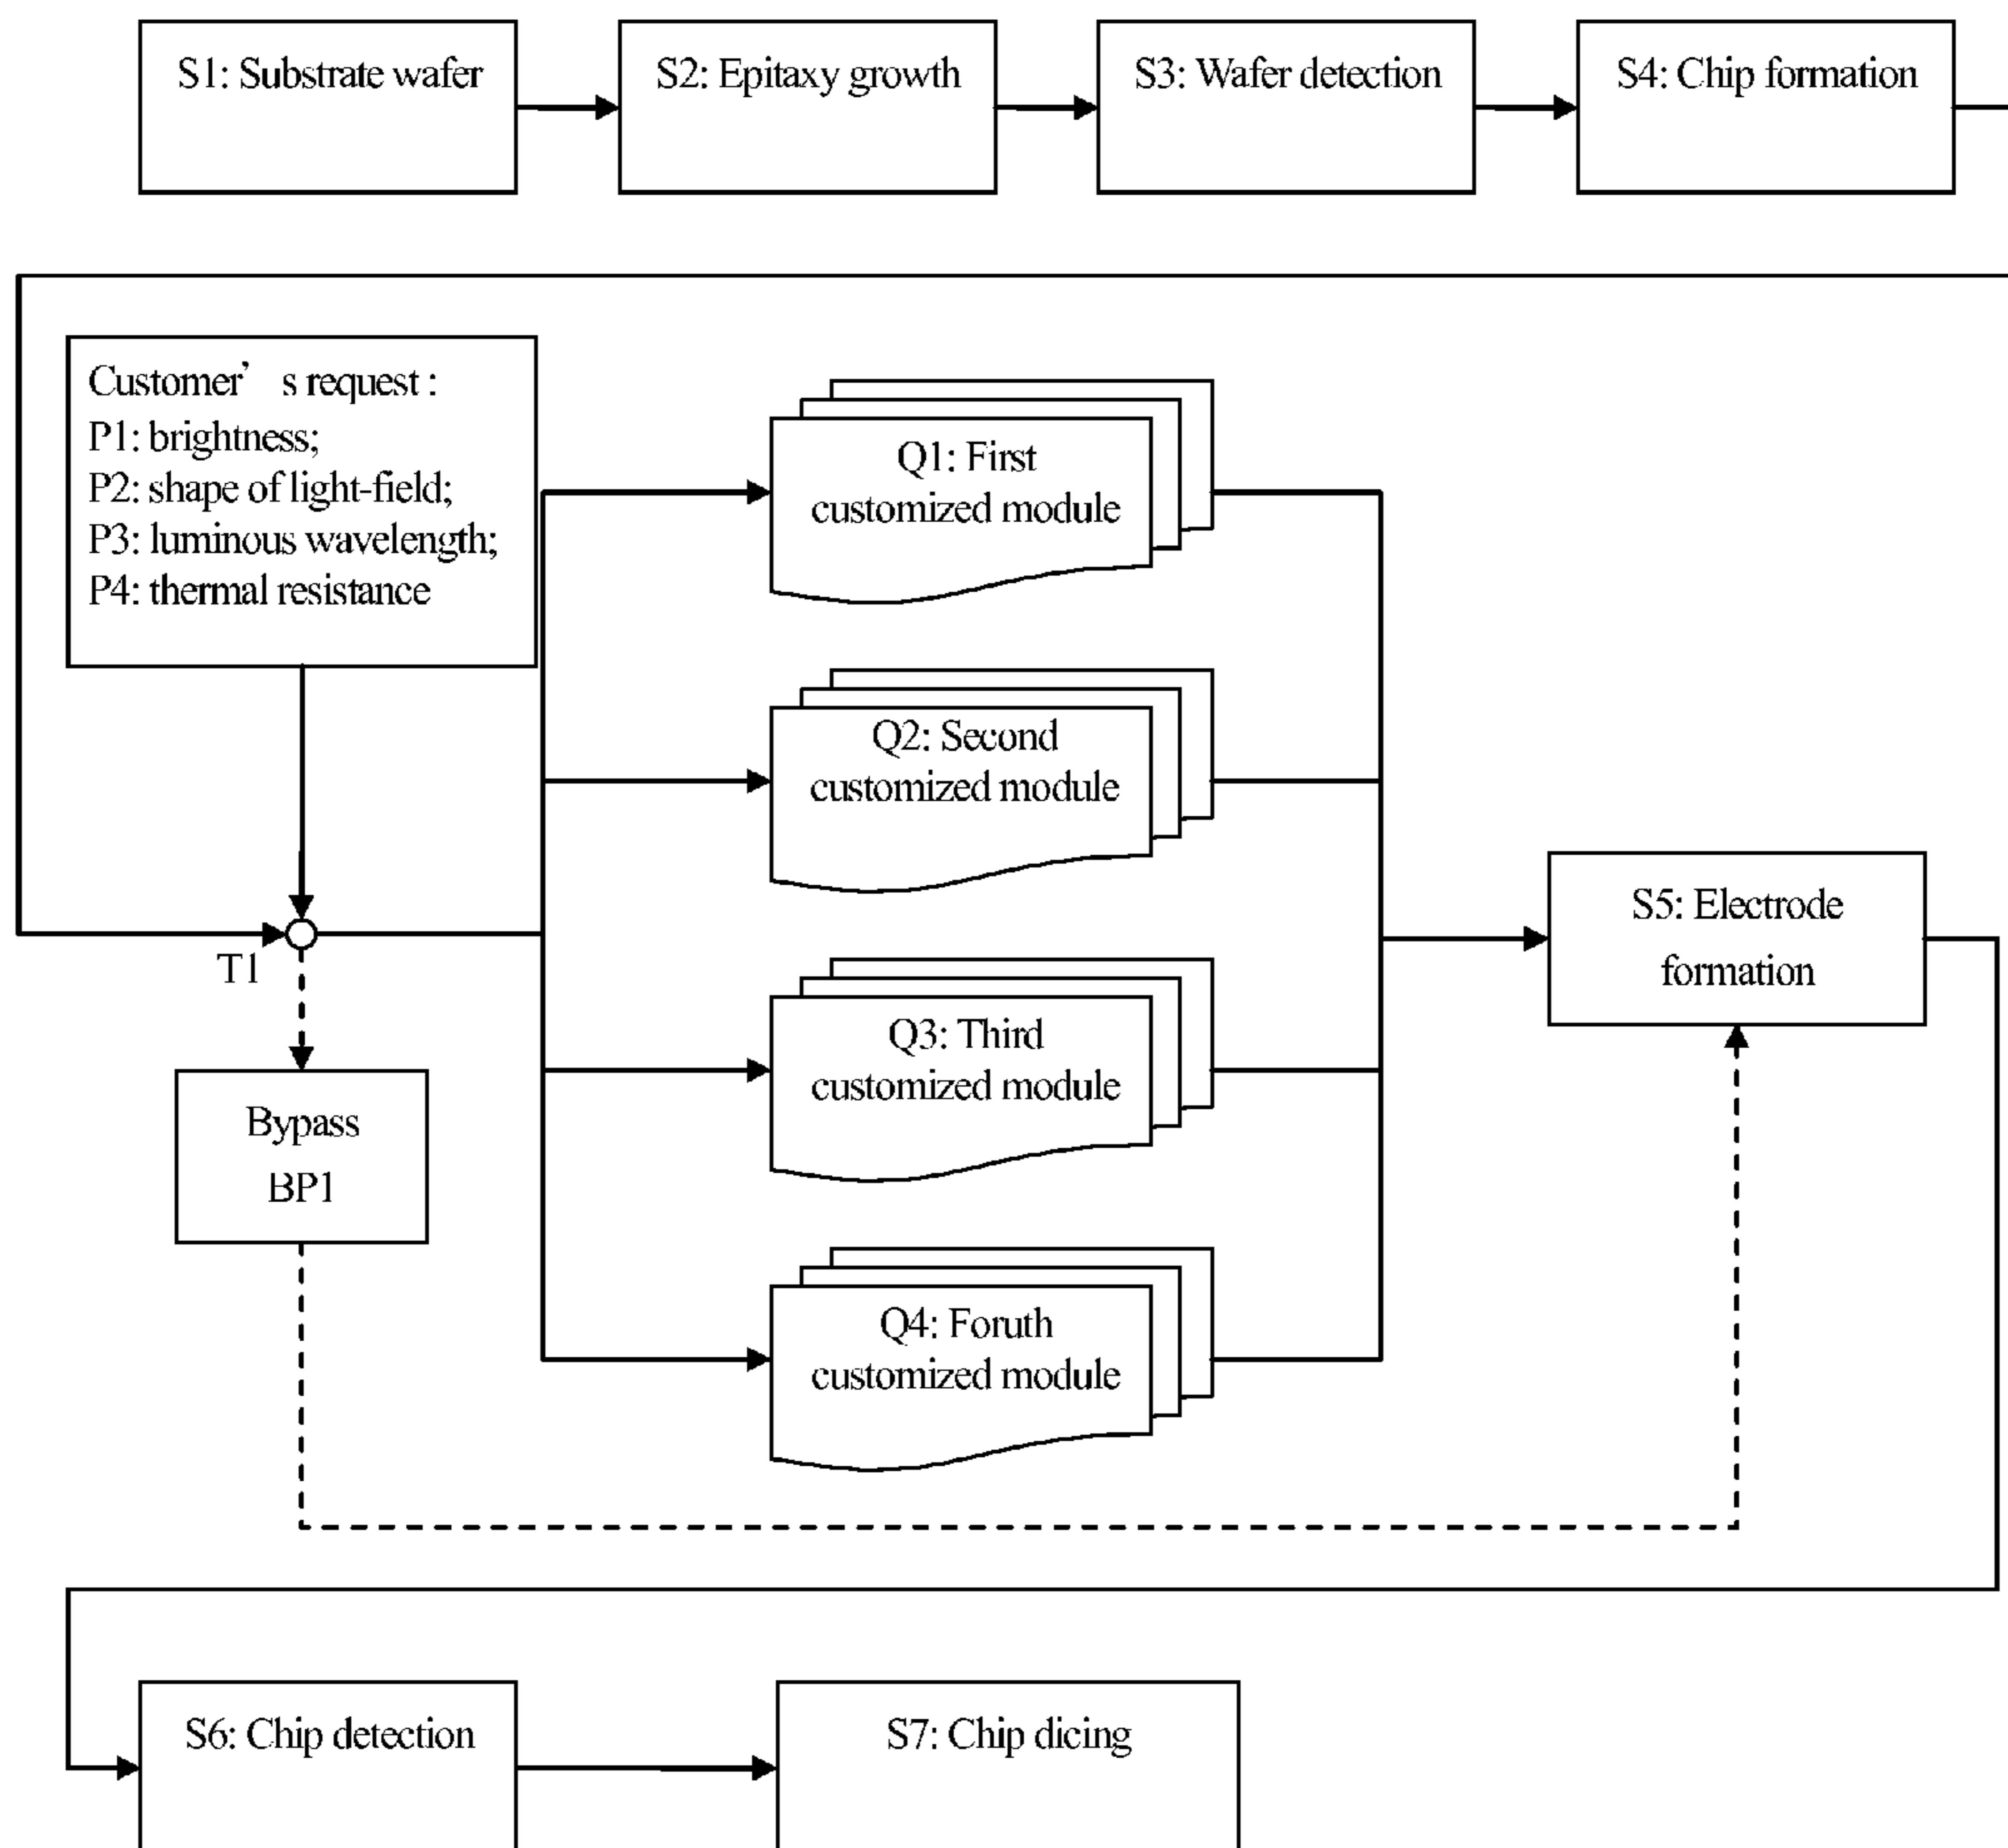 S1: Substrate wafer
S2: Epitaxy growth
S3: Wafer detection
S4: Chip formation
Customer's request :
P1: brightness;
P2: shape of light-field;
P3: luminous wavelength;
P4: thermal resistance
Q1: First
customized module
Q2: Second
customized module
S5: Electrode
formation
T1
Q3: Third
customized module
Bypass
BP1
Q4: Foruth
customized module
S6: Chip detection
S7: Chip dicing